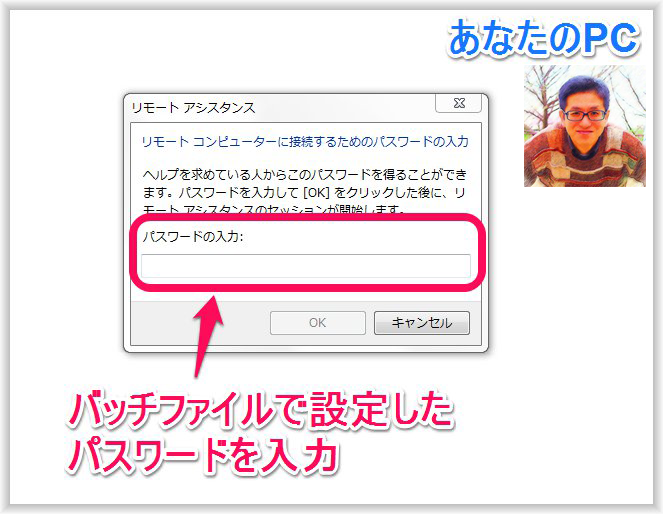 あなたのPC
リモート アシスタンス
リモート コンピューターに接続するためのパスワードの入力
ヘルプを求めている人からこのパスワードを得ることができ
ます。パスワードを入力して [OK] をクリックした後に、リ
モート アシスタンスのセッションが開始します。
パスワードの入力:
OK
キャンセル
バッチファイルで設定した
パスワードを入力